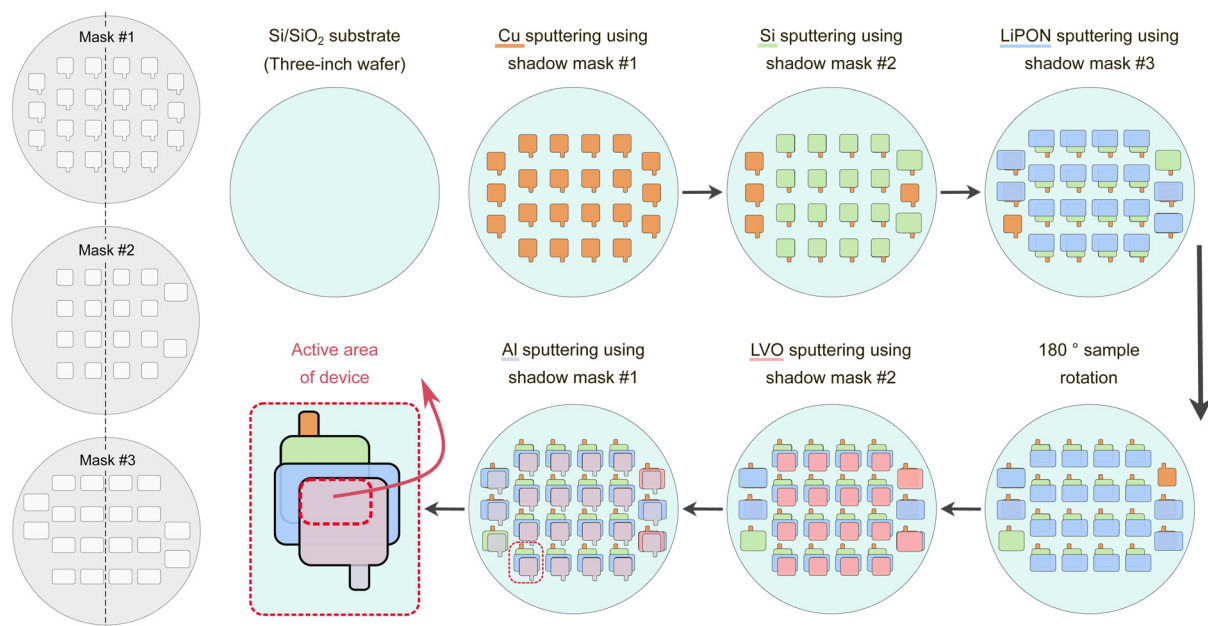 Mask #1
Mask #2
Mask #3
Si/SiO₂ substrate
(Three-inch wafer)
Cu sputtering using
shadow mask #1
Si sputtering using
shadow mask #2
LiPON sputtering using
shadow mask #3
Active area
of device
Al sputtering using
shadow mask #1
LVO sputtering using
shadow mask #2
180 ° sample
rotation